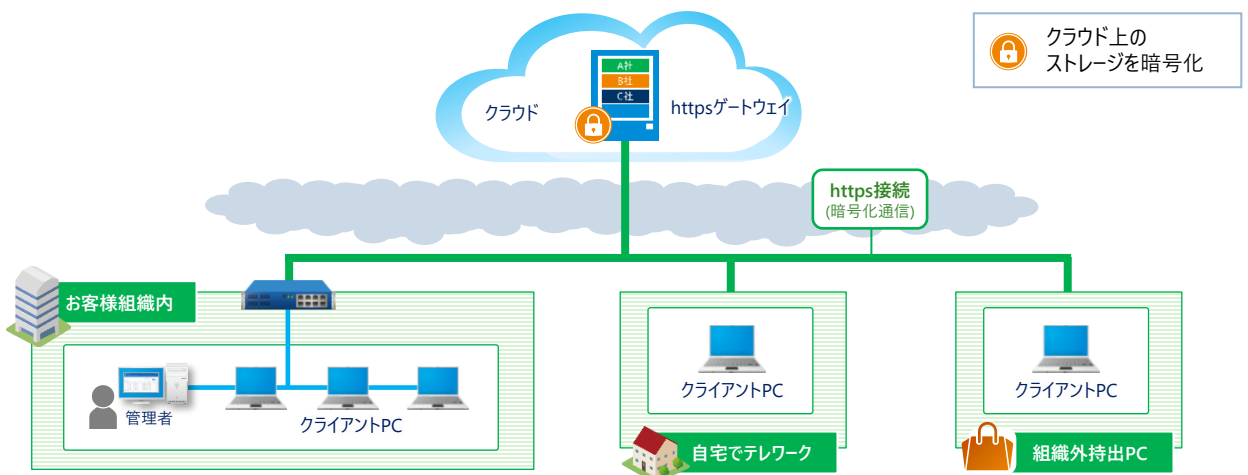 クラウド上の
ストレージを暗号化
A社
B社
C社
クラウド
httpsゲートウェイ
https接続
(暗号化通信)
お客様組織内
管理者
クライアントPC
クライアントPC
自宅でテレワーク
クライアントPC
組織外持出PC